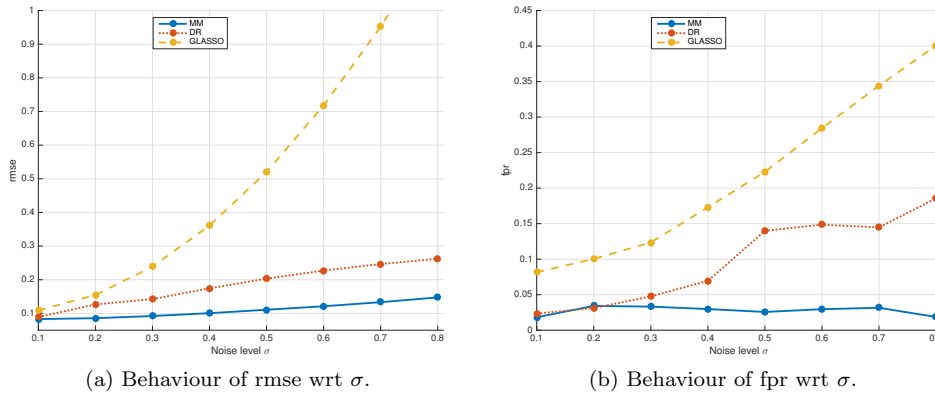 1
0.9
0.8
0.7
0.6
0.5
0.4
0.3
0.2
0.1
rmse
MM
DR
GLASSO
0.1 0.2 0.3 0.4 0.5 0.6 0.7 0.8
Noise level σ
(a) Behaviour of rmse wrt σ.
0.45
0.4
0.35
0.3
0.25
0.2
0.15
0.1
0.05
0
fpr
MM
DR
GLASSO
0.1 0.2 0.3 0.4 0.5 0.6 0.7
Noise level σ
(b) Behaviour of fpr wrt σ.